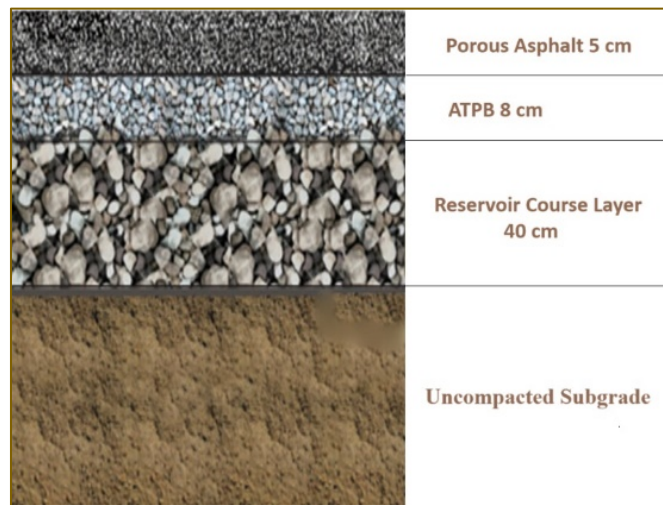 Porous Asphalt 5 cm
ATPB 8 cm
Reservoir Course Layer
40 cm
Uncompacted Subgrade